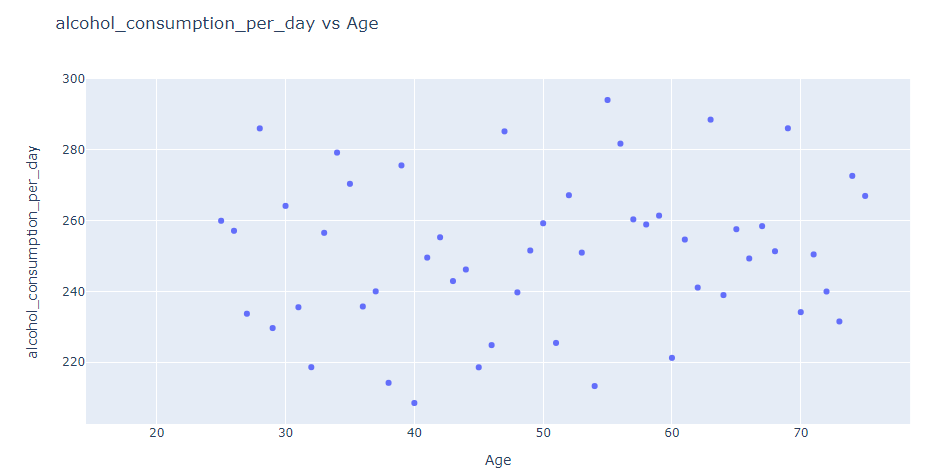 alcohol_consumption_per_day vs Age
300
280
260
240
220
alcohol_consumption_per_day
20 30 40 50 60 70
Age